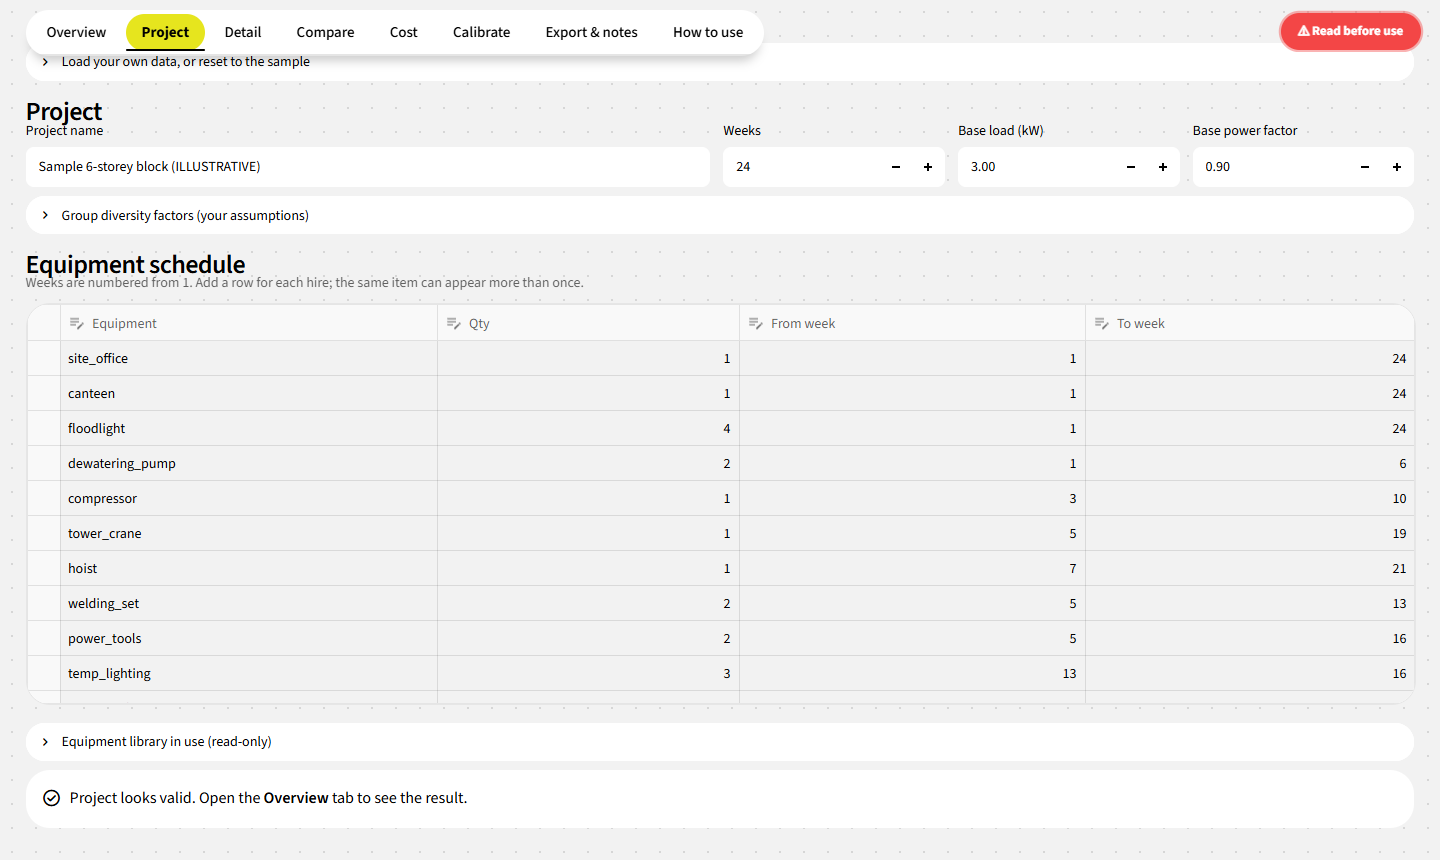 Overview Project Detail Compare Cost Calibrate Export & notes How to use
⚠ Read before use
Load your own data, or reset to the sample
Project
Project name Weeks Base load (kW) Base power factor
Sample 6-storey block (ILLUSTRATIVE) 24 − + 3.00 − + 0.90 − +
Group diversity factors (your assumptions)
Equipment schedule
Weeks are numbered from 1. Add a row for each hire; the same item can appear more than once.
Equipment Qty From week To week
site_office 1 1 24
canteen 1 1 24
floodlight 4 1 24
dewatering_pump 2 1 6
compressor 1 3 10
tower_crane 1 5 19
hoist 1 7 21
welding_set 2 5 13
power_tools 2 5 16
temp_lighting 3 13 16
Equipment library in use (read-only)
Project looks valid. Open the Overview tab to see the result.